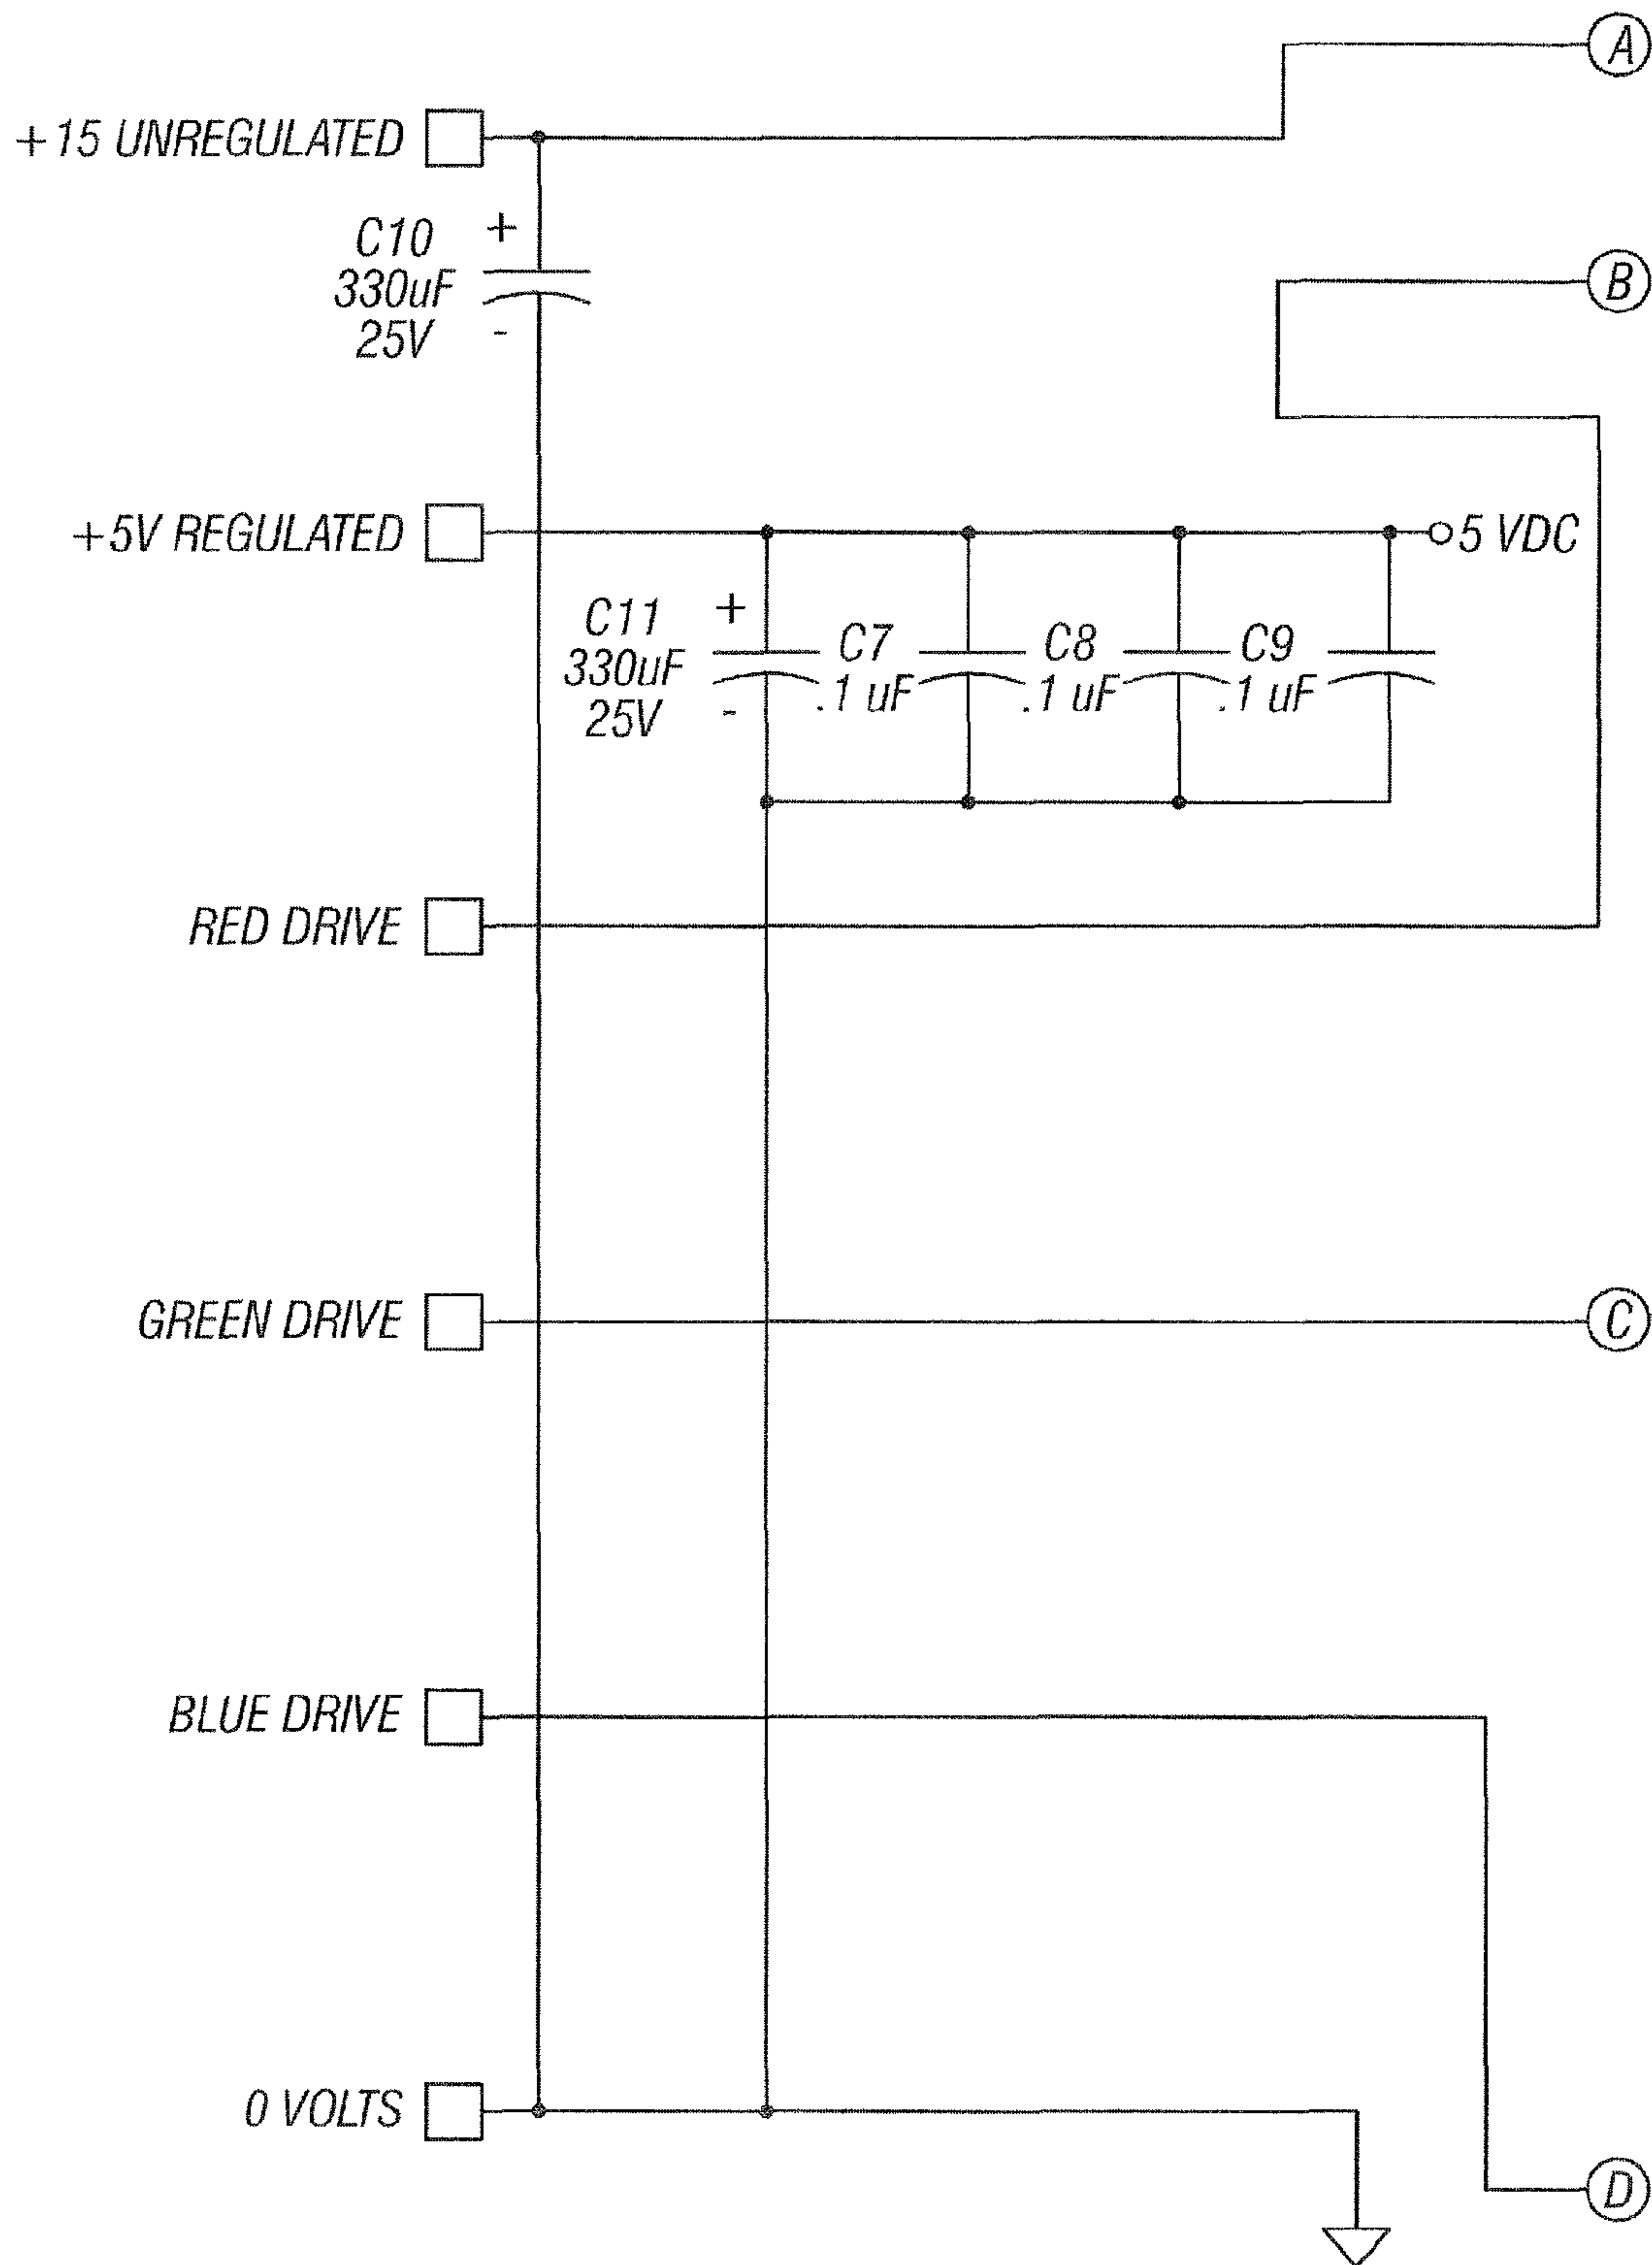 A
+15 UNREGULATED
C10
+
330uF
25V
-
B
+5V REGULATED
5 VDC
C11
+
330uF
25V
-
C7
.1 uF
C8
.1 uF
C9
.1 uF
RED DRIVE
GREEN DRIVE
C
BLUE DRIVE
0 VOLTS
D